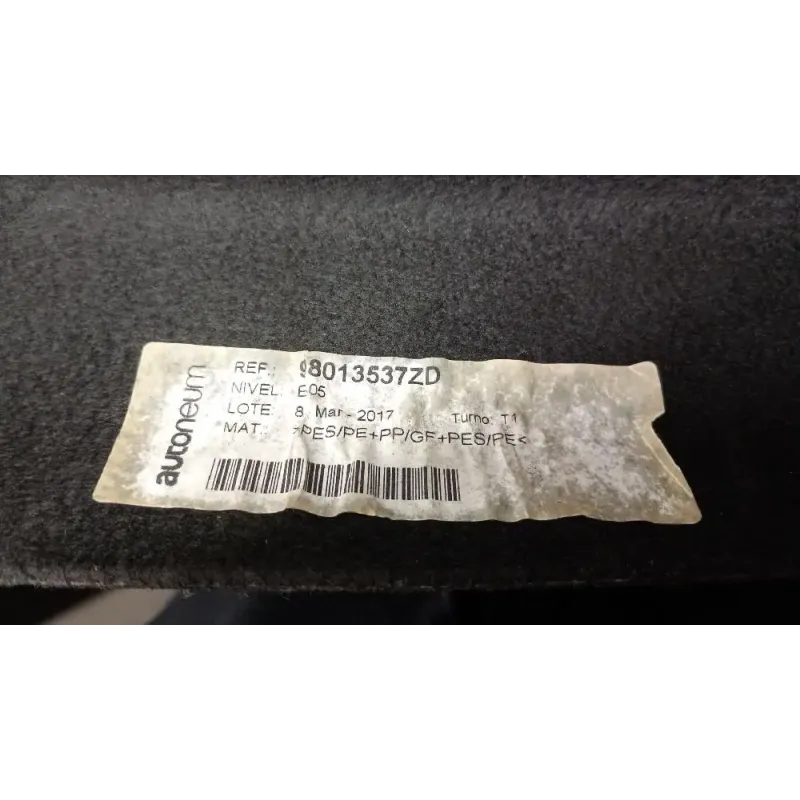 autoneum
REF.: 98013537ZD
NIVEL: E05
LOTE: 8 Mar-2017 Turno: T1
MAT.: >PES/PE+PP/GF+PES/PE<